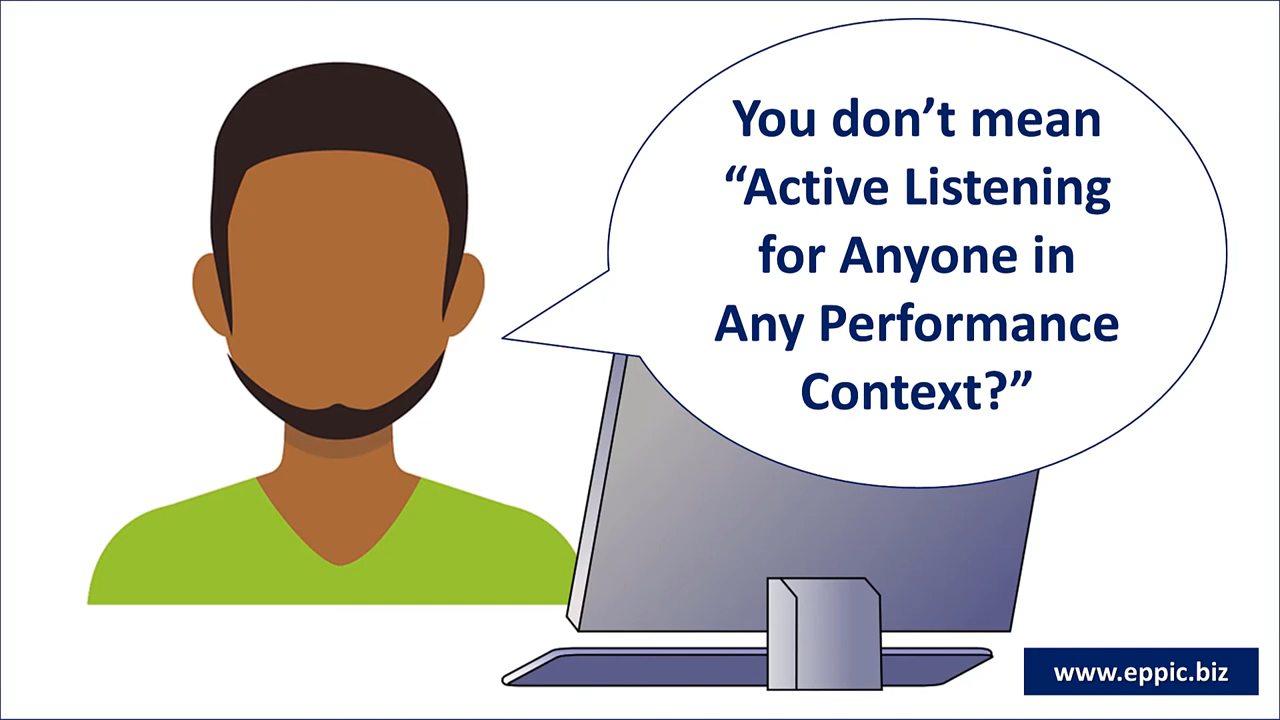 You don’t mean
“Active Listening
for Anyone in
Any Performance
Context?”
www.eppic.biz